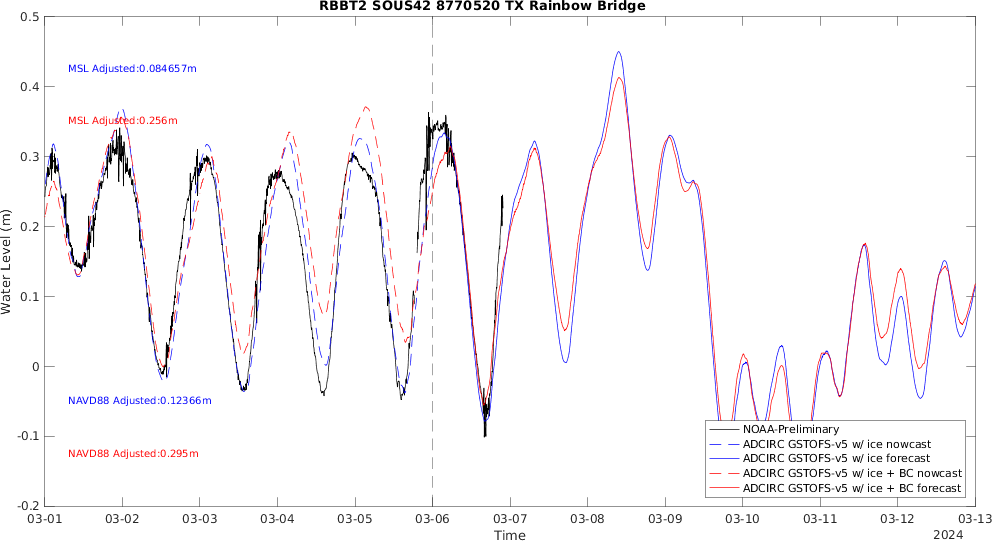 RBBT2 SOUS42 8770520 TX Rainbow Bridge
0.5
0.4
0.3
0.2
0.1
0
-0.1
-0.2
Water Level (m)
MSL Adjusted:0.084657m
MSL Adjusted:0.256m
NAVD88 Adjusted:0.12366m
NAVD88 Adjusted:0.295m
NOAA-Preliminary
ADCIRC GSTOFS-v5 w/ ice nowcast
ADCIRC GSTOFS-v5 w/ ice forecast
ADCIRC GSTOFS-v5 w/ ice + BC nowcast
ADCIRC GSTOFS-v5 w/ ice + BC forecast
03-01 03-02 03-03 03-04 03-05 03-06 03-07 03-08 03-09 03-10 03-11 03-12 03-13
Time
2024